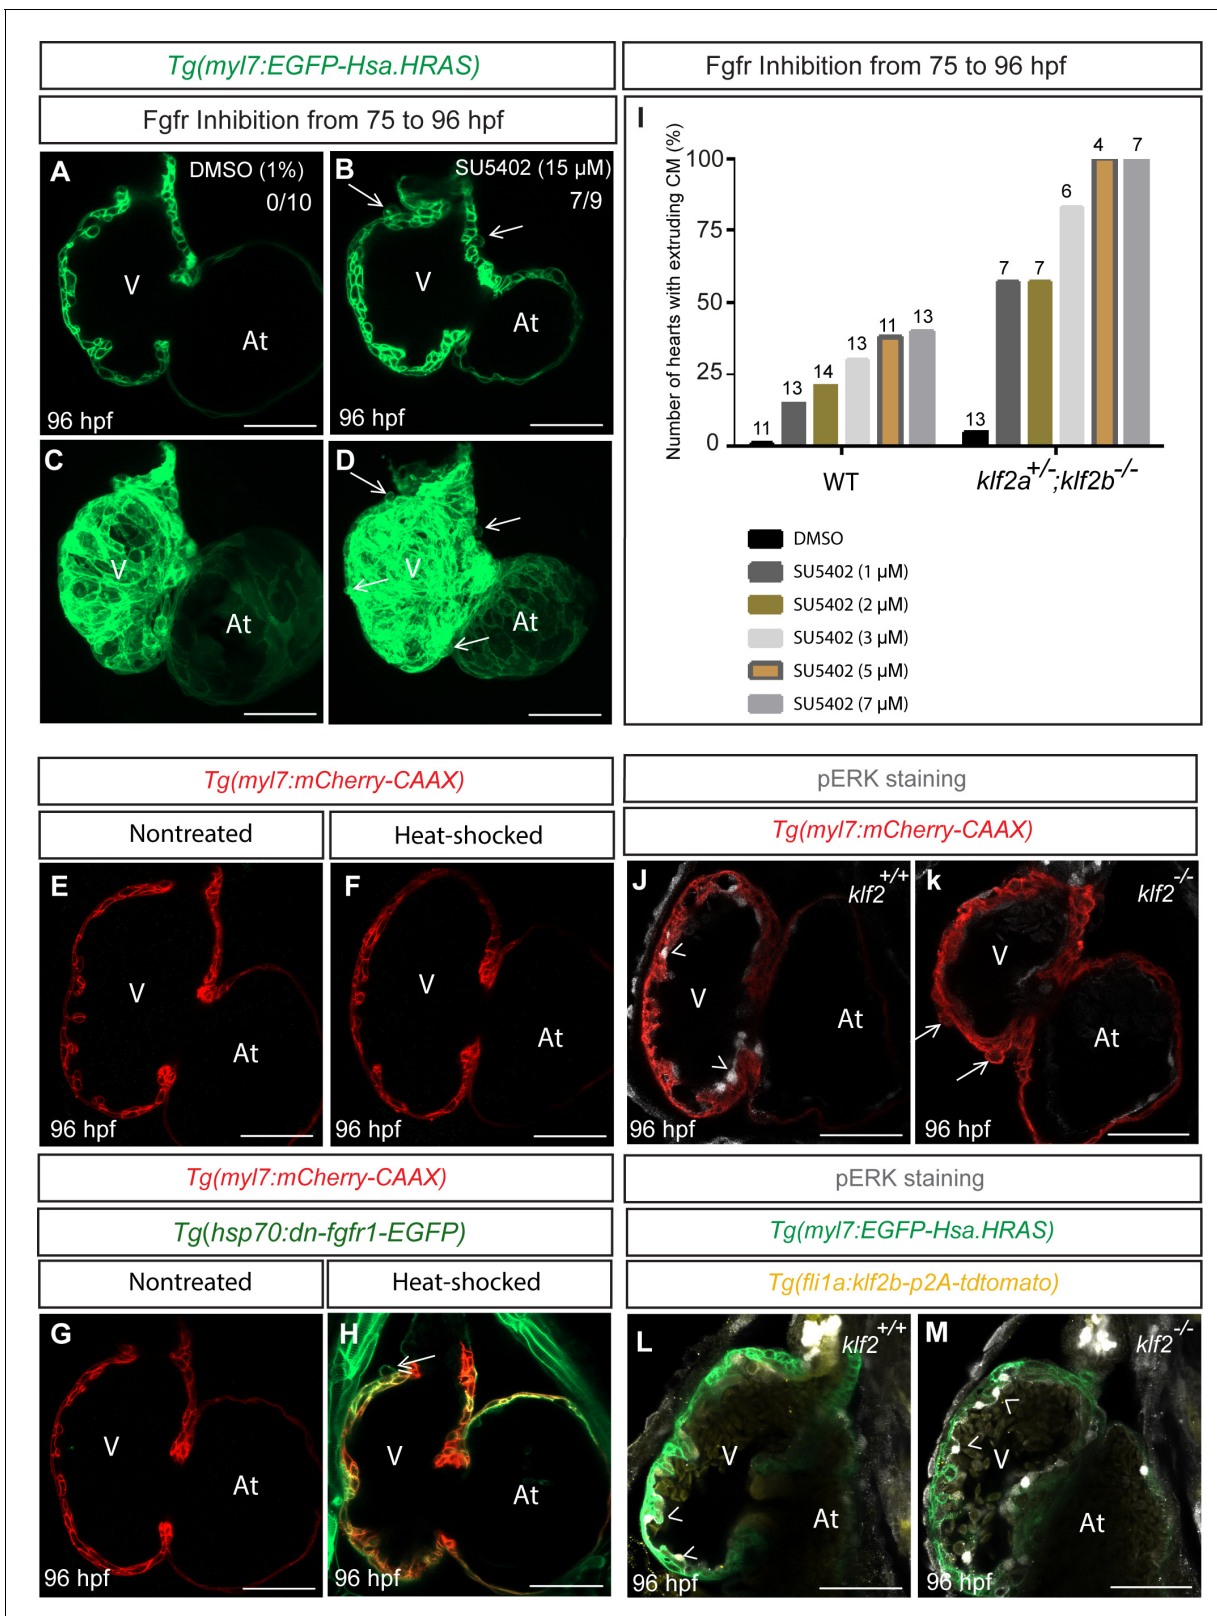 Tg(myl7:EGFP-Hsa.HRAS)
Fgfr Inhibition from 75 to 96 hpf
A
DMSO (1%)
0/10
V
At
96 hpf
B
SU5402 (15 µM)
7/9
V
At
96 hpf
C
V
At
D
V
At
Fgfr Inhibition from 75 to 96 hpf
I
Number of hearts with extruding CM (%)
100
75
50
25
0
11
13
14
13
11
13
13
7
7
6
4
7
WT
klf2a+/-;klf2b-/-
DMSO
SU5402 (1 µM)
SU5402 (2 µM)
SU5402 (3 µM)
SU5402 (5 µM)
SU5402 (7 µM)
Tg(myl7:mCherry-CAAX)
Nontreated
Heat-shocked
E
V
At
96 hpf
F
V
At
96 hpf
pERK staining
Tg(myl7:mCherry-CAAX)
J
klf2+/+
V
At
96 hpf
k
klf2-/-
V
At
96 hpf
Tg(myl7:mCherry-CAAX)
Tg(hsp70:dn-fgfr1-EGFP)
Nontreated
Heat-shocked
G
V
At
96 hpf
H
V
At
96 hpf
pERK staining
Tg(myl7:EGFP-Hsa.HRAS)
Tg(fli1a:klf2b-p2A-tdtomato)
L
klf2+/+
V
At
96 hpf
M
klf2-/-
V
At
96 hpf